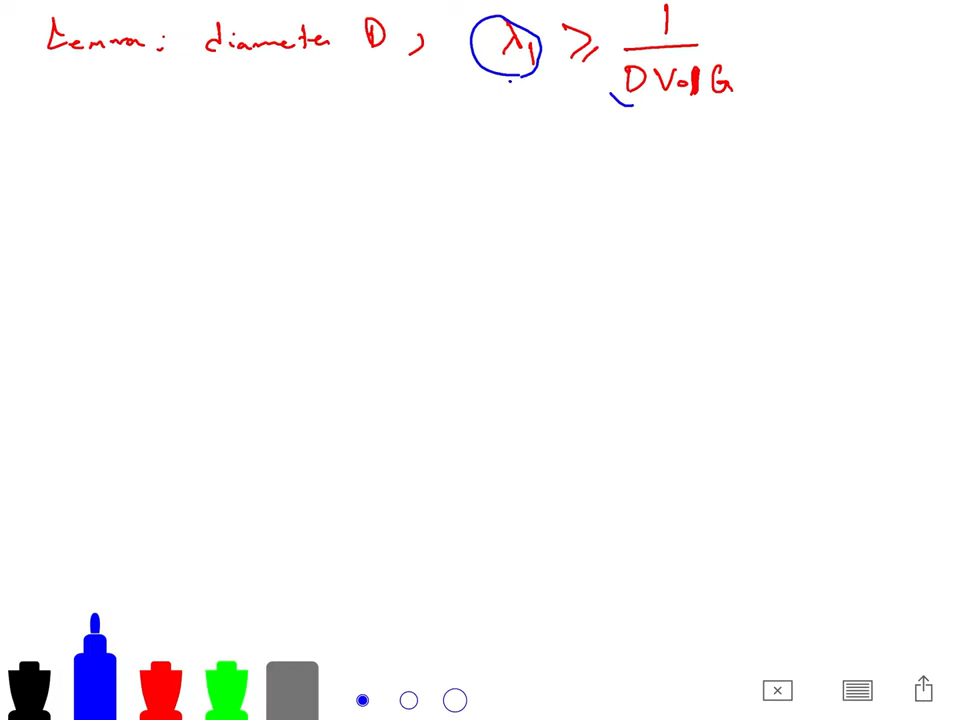 Lemma: diameter D, λ₁ ≥ 1 / (D Vol G)